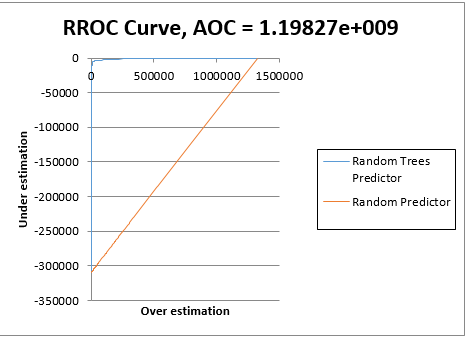 RROC Curve, AOC = 1.19827e+009
0
0 500000 1000000 1500000
-50000
-100000
-150000
-200000
-250000
-300000
-350000
Under estimation
Over estimation
Random Trees
Predictor
Random Predictor